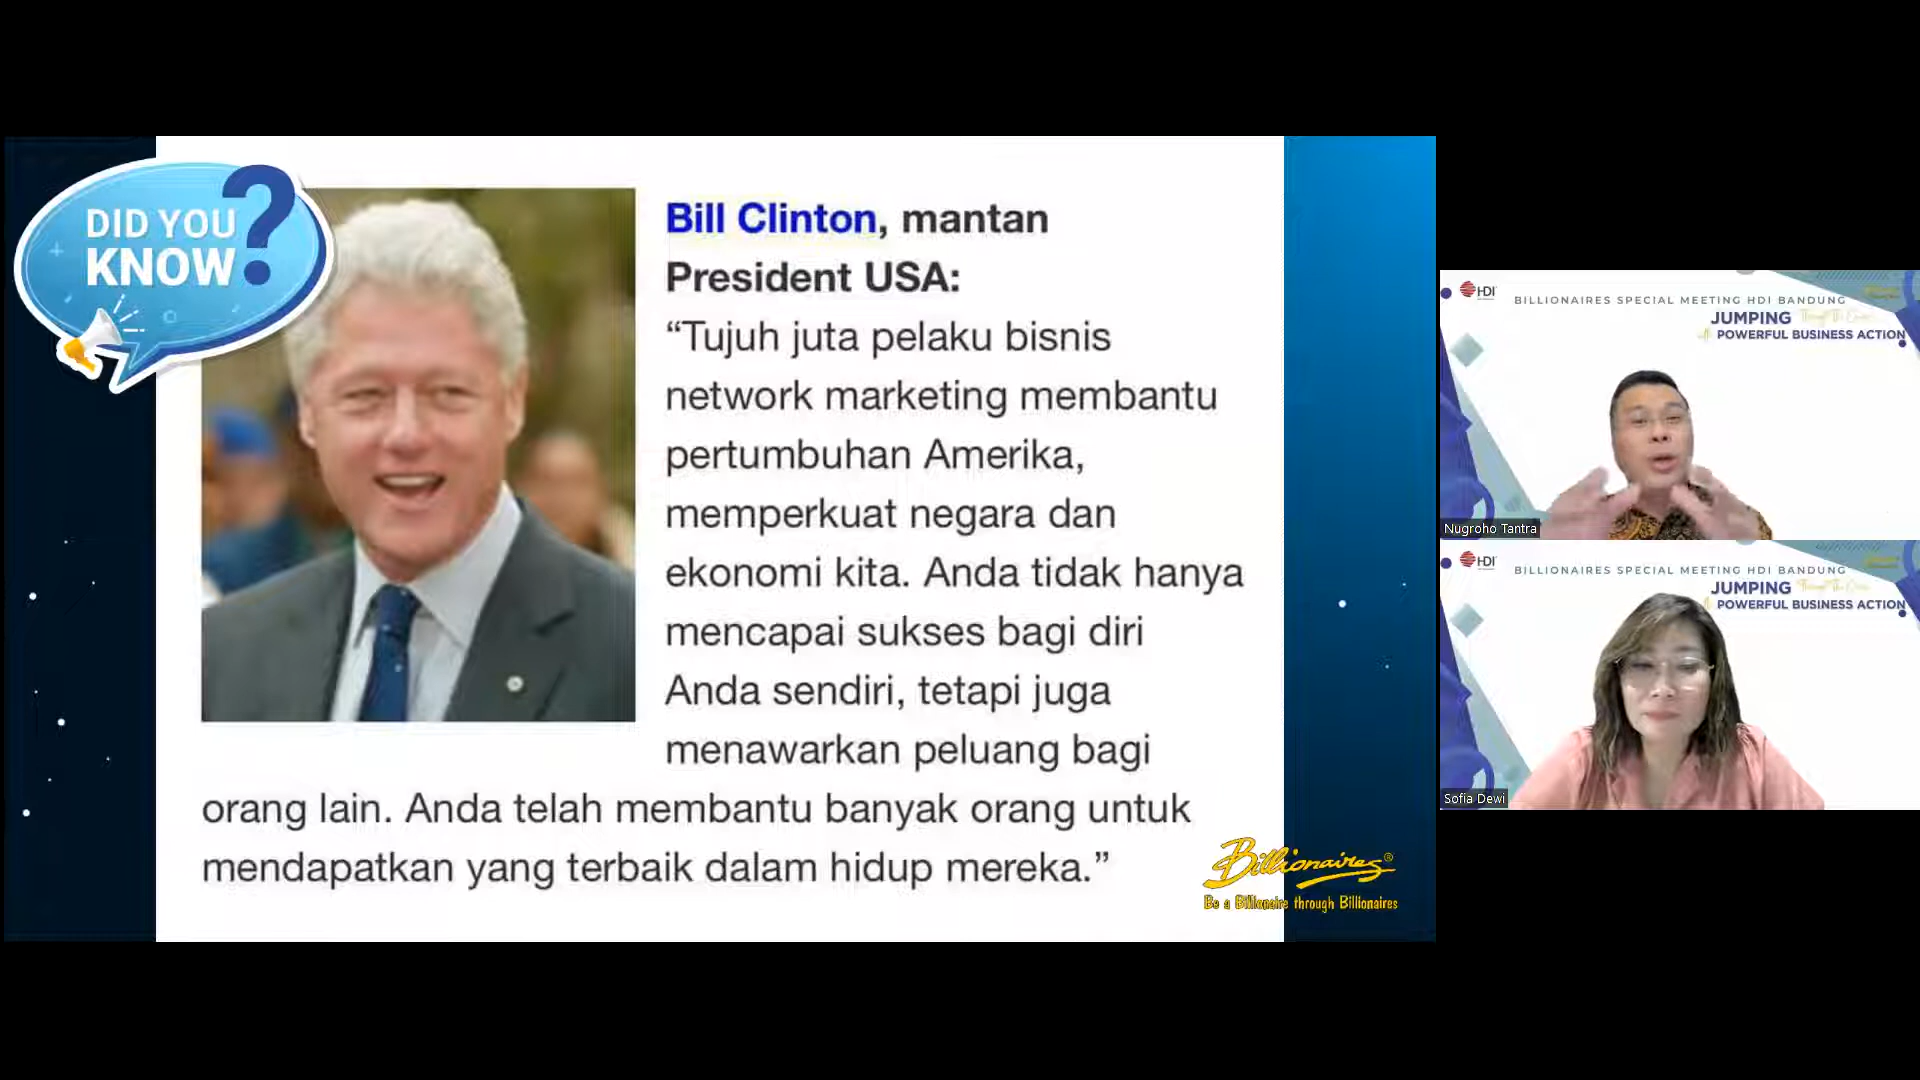 DID YOU
KNOW?
Bill Clinton, mantan
President USA:
“Tujuh juta pelaku bisnis
network marketing membantu
pertumbuhan Amerika,
memperkuat negara dan
ekonomi kita. Anda tidak hanya
mencapai sukses bagi diri
Anda sendiri, tetapi juga
menawarkan peluang bagi
orang lain. Anda telah membantu banyak orang untuk
mendapatkan yang terbaik dalam hidup mereka.”
Billionaires®
Be a Billionaire through Billionaires
HDI
BILLIONAIRES SPECIAL MEETING HDI BANDUNG
JUMPING
POWERFUL BUSINESS ACTION
Nugroho Tantra
HDI
BILLIONAIRES SPECIAL MEETING HDI BANDUNG
JUMPING
POWERFUL BUSINESS ACTION
Sofia Dewi